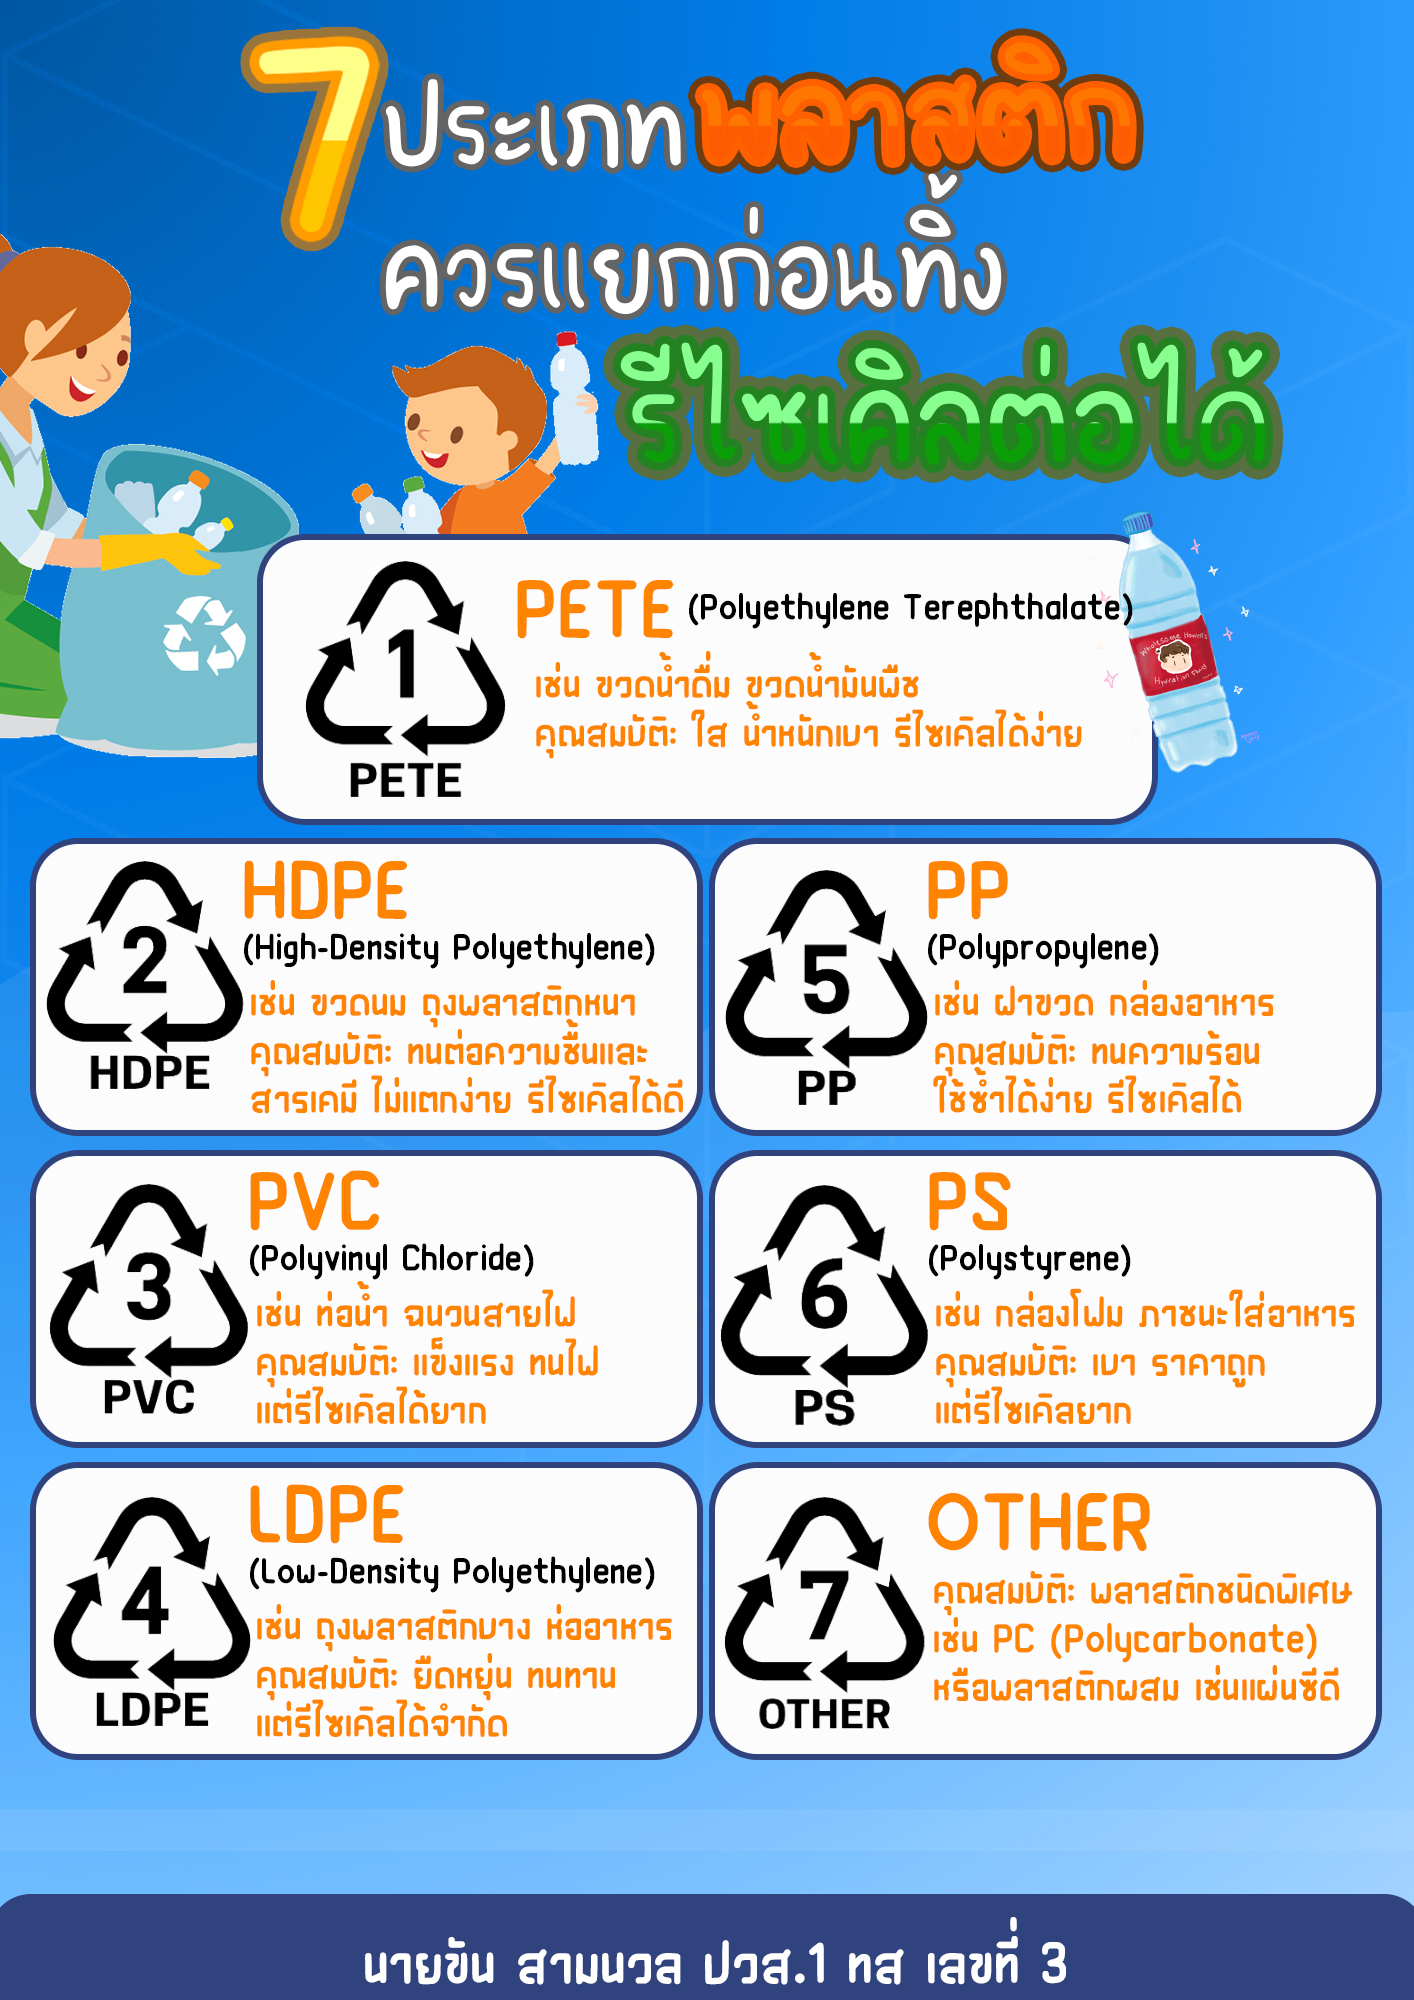 7 ประเภท พลาสติก
ควรแยกก่อนทิ้ง
รีไซเคิลต่อได้
1
PETE
PETE (Polyethylene Terephthalate)
เช่น ขวดน้ำดื่ม ขวดน้ำมันพืช
คุณสมบัติ: ใส น้ำหนักเบา รีไซเคิลได้ง่าย
Wholesome Howell's
Hydration Fluid
2
HDPE
HDPE
(High-Density Polyethylene)
เช่น ขวดนม ถุงพลาสติกหนา
คุณสมบัติ: ทนต่อความชื้นและ
สารเคมี ไม่แตกง่าย รีไซเคิลได้ดี
3
PVC
PVC
(Polyvinyl Chloride)
เช่น ท่อน้ำ ฉนวนสายไฟ
คุณสมบัติ: แข็งแรง ทนไฟ
แต่รีไซเคิลได้ยาก
4
LDPE
LDPE
(Low-Density Polyethylene)
เช่น ถุงพลาสติกบาง ห่ออาหาร
คุณสมบัติ: ยืดหยุ่น ทนทาน
แต่รีไซเคิลได้จำกัด
5
PP
PP
(Polypropylene)
เช่น ฝาขวด กล่องอาหาร
คุณสมบัติ: ทนความร้อน
ใช้ซ้ำได้ง่าย รีไซเคิลได้
6
PS
PS
(Polystyrene)
เช่น กล่องโฟม ภาชนะใส่อาหาร
คุณสมบัติ: เบา ราคาถูก
แต่รีไซเคิลยาก
7
OTHER
OTHER
คุณสมบัติ: พลาสติกชนิดพิเศษ
เช่น PC (Polycarbonate)
หรือพลาสติกผสม เช่นแผ่นซีดี
นายขัน สามนวล ปวส.1 ทส เลขที่ 3